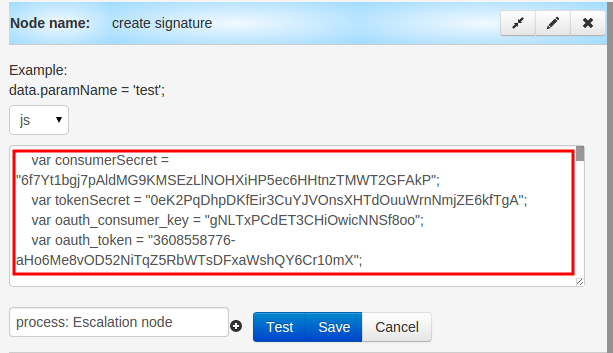 Node name: create signature
Example:
data.paramName = 'test';
js
var consumerSecret =
"6f7Yt1bgj7pAldMG9KMSEzLlNOHXiHP5ec6HHtnzTMWT2GFAkP";
var tokenSecret = "0eK2PqDhpDKfEir3CuYJVOnsXHTdOuuWrnNmjZE6kfTgA";
var oauth_consumer_key = "gNLTxPCdET3CHiOwicNNSf8oo";
var oauth_token = "3608558776-
aHo6Me8vOD52NiTqZ5RbWTsDFxaWshQY6Cr10mX";
process: Escalation node
Test Save Cancel